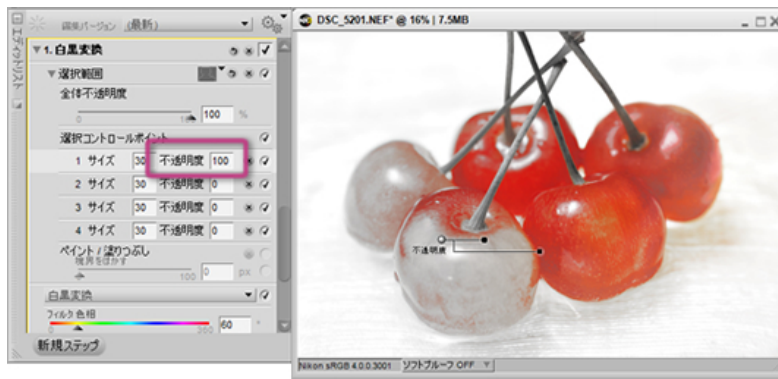 編集バージョン (最新)
エディットリスト
1. 白黒変換
選択範囲
全体不透明度
0 100 %
選択コントロールポイント
1 サイズ 30 不透明度 100
2 サイズ 30 不透明度 0
3 サイズ 30 不透明度 0
4 サイズ 30 不透明度 0
ペイント / 塗りつぶし
境界をぼかす
100 0 px
白黒変換
フィルタ色相
0 360 60 °
新規ステップ
DSC_5201.NEF* @ 16% | 7.5MB
不透明度
Nikon sRGB 4.0.0.3001 ソフトプルーフ OFF